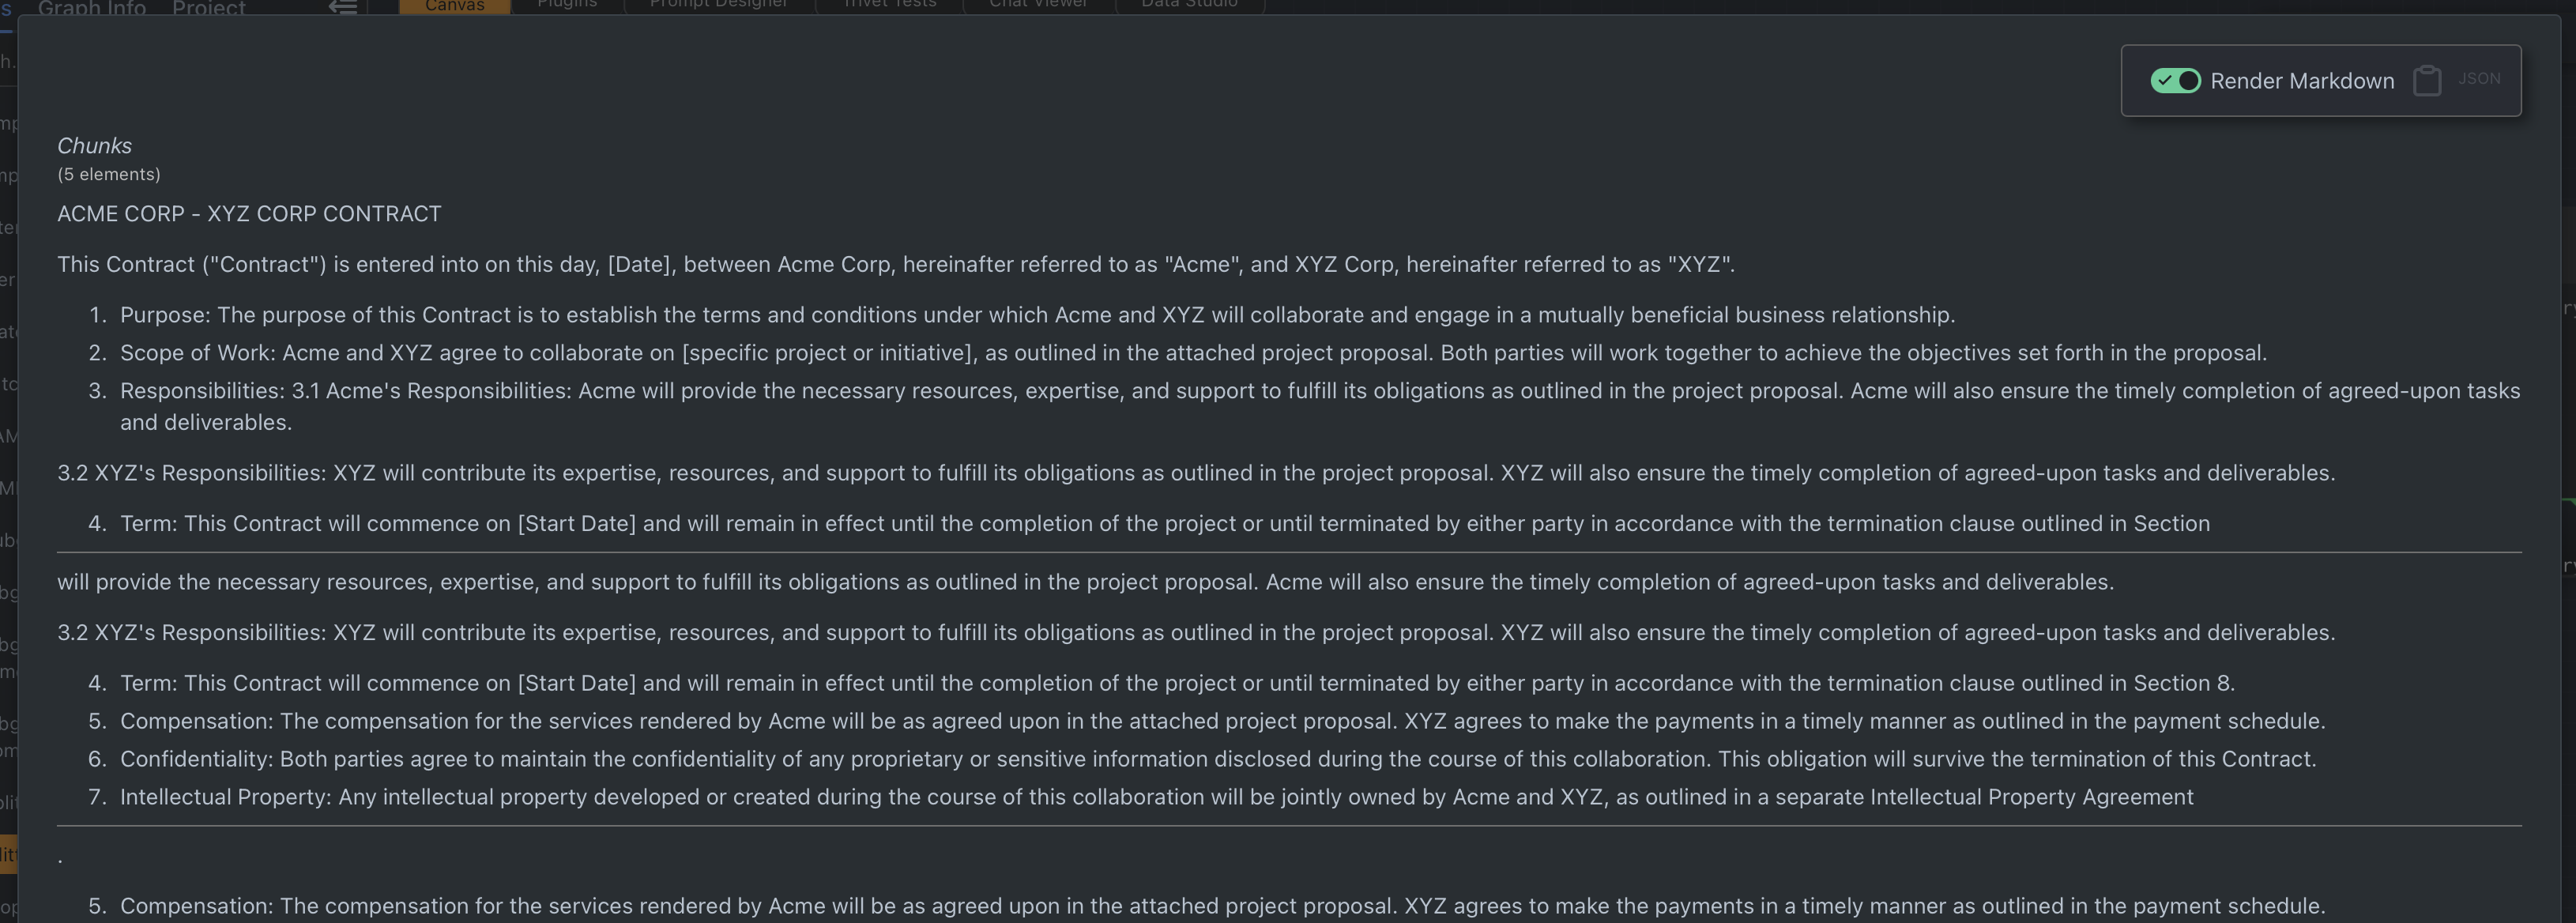 Graph Info Project Canvas Plugins Prompt Designer Trivet Tests Chat Viewer Data Studio
Render Markdown JSON
Chunks
(5 elements)
ACME CORP - XYZ CORP CONTRACT
This Contract ("Contract") is entered into on this day, [Date], between Acme Corp, hereinafter referred to as "Acme", and XYZ Corp, hereinafter referred to as "XYZ".
1. Purpose: The purpose of this Contract is to establish the terms and conditions under which Acme and XYZ will collaborate and engage in a mutually beneficial business relationship.
2. Scope of Work: Acme and XYZ agree to collaborate on [specific project or initiative], as outlined in the attached project proposal. Both parties will work together to achieve the objectives set forth in the proposal.
3. Responsibilities: 3.1 Acme's Responsibilities: Acme will provide the necessary resources, expertise, and support to fulfill its obligations as outlined in the project proposal. Acme will also ensure the timely completion of agreed-upon tasks
and deliverables.
3.2 XYZ's Responsibilities: XYZ will contribute its expertise, resources, and support to fulfill its obligations as outlined in the project proposal. XYZ will also ensure the timely completion of agreed-upon tasks and deliverables.
4. Term: This Contract will commence on [Start Date] and will remain in effect until the completion of the project or until terminated by either party in accordance with the termination clause outlined in Section
will provide the necessary resources, expertise, and support to fulfill its obligations as outlined in the project proposal. Acme will also ensure the timely completion of agreed-upon tasks and deliverables.
3.2 XYZ's Responsibilities: XYZ will contribute its expertise, resources, and support to fulfill its obligations as outlined in the project proposal. XYZ will also ensure the timely completion of agreed-upon tasks and deliverables.
4. Term: This Contract will commence on [Start Date] and will remain in effect until the completion of the project or until terminated by either party in accordance with the termination clause outlined in Section 8.
5. Compensation: The compensation for the services rendered by Acme will be as agreed upon in the attached project proposal. XYZ agrees to make the payments in a timely manner as outlined in the payment schedule.
6. Confidentiality: Both parties agree to maintain the confidentiality of any proprietary or sensitive information disclosed during the course of this collaboration. This obligation will survive the termination of this Contract.
7. Intellectual Property: Any intellectual property developed or created during the course of this collaboration will be jointly owned by Acme and XYZ, as outlined in a separate Intellectual Property Agreement
.
5. Compensation: The compensation for the services rendered by Acme will be as agreed upon in the attached project proposal. XYZ agrees to make the payments in a timely manner as outlined in the payment schedule.